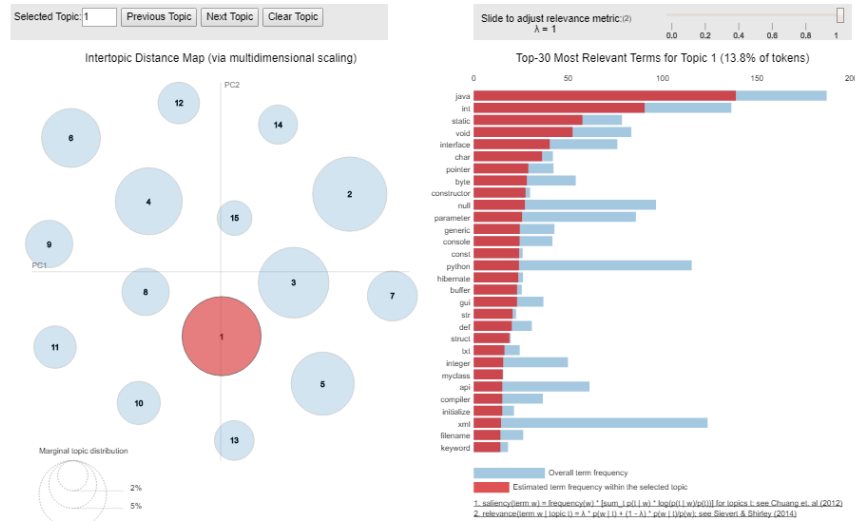 Selected Topic: 1 Previous Topic Next Topic Clear Topic
Slide to adjust relevance metric:(2)
λ = 1
0.0 0.2 0.4 0.6 0.8 1
Intertopic Distance Map (via multidimensional scaling)
PC2
PC1
12
14
6
2
4
15
9
3
8
7
1
11
5
10
13
Marginal topic distribution
2%
5%
Top-30 Most Relevant Terms for Topic 1 (13.8% of tokens)
0 50 100 150 200
java
int
static
void
interface
char
pointer
byte
constructor
null
parameter
generic
console
const
python
hibernate
buffer
gui
str
def
struct
txt
integer
myclass
api
compiler
initialize
xml
filename
keyword
Overall term frequency
Estimated term frequency within the selected topic
1. saliency(term w) = frequency(w) * [sum_t p(t | w) * log(p(t | w)/p(t))] for topics t; see Chuang et. al (2012)
2. relevance(term w | topic t) = λ * p(w | t) + (1 - λ) * p(w | t)/p(w); see Sievert & Shirley (2014)